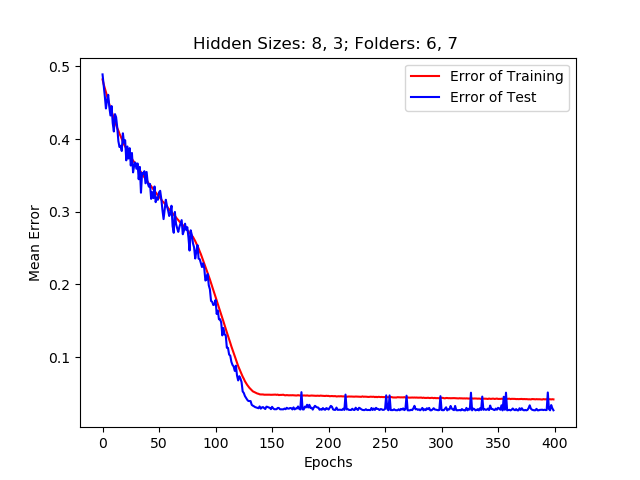 Hidden Sizes: 8, 3; Folders: 6, 7
Error of Training
Error of Test
Mean Error
0.5
0.4
0.3
0.2
0.1
0 50 100 150 200 250 300 350 400
Epochs